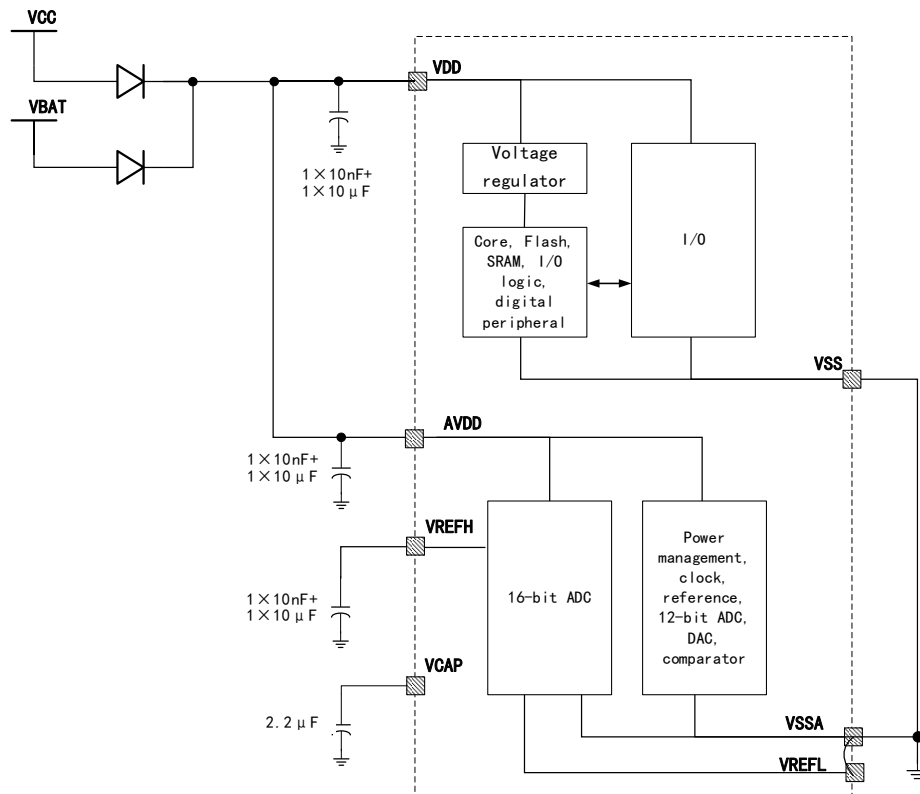 VCC
VDD
VBAT
1×10nF+
1×10μF
Voltage
regulator
Core, Flash,
SRAM, I/O
logic,
digital
peripheral
I/O
VSS
AVDD
1×10nF+
1×10μF
VREFH
1×10nF+
1×10μF
16-bit ADC
Power
management,
clock,
reference,
12-bit ADC,
DAC,
comparator
VCAP
2.2μF
VSSA
VREFL